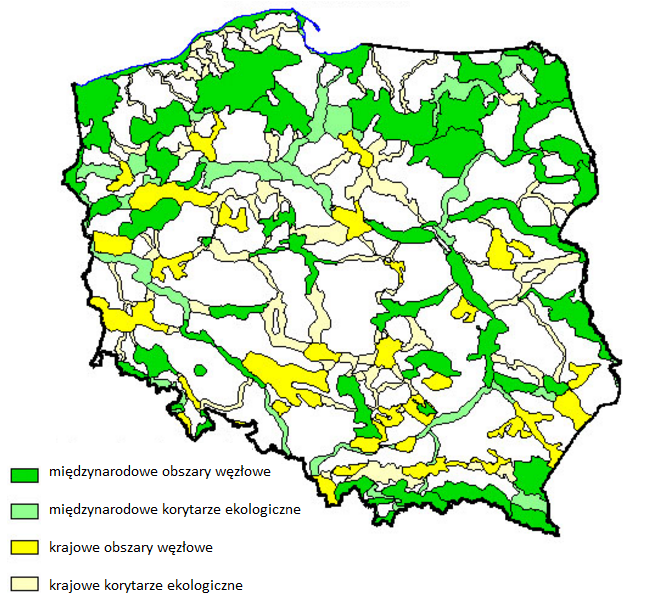 międzynarodowe obszary węzłowe
międzynarodowe korytarze ekologiczne
krajowe obszary węzłowe
krajowe korytarze ekologiczne